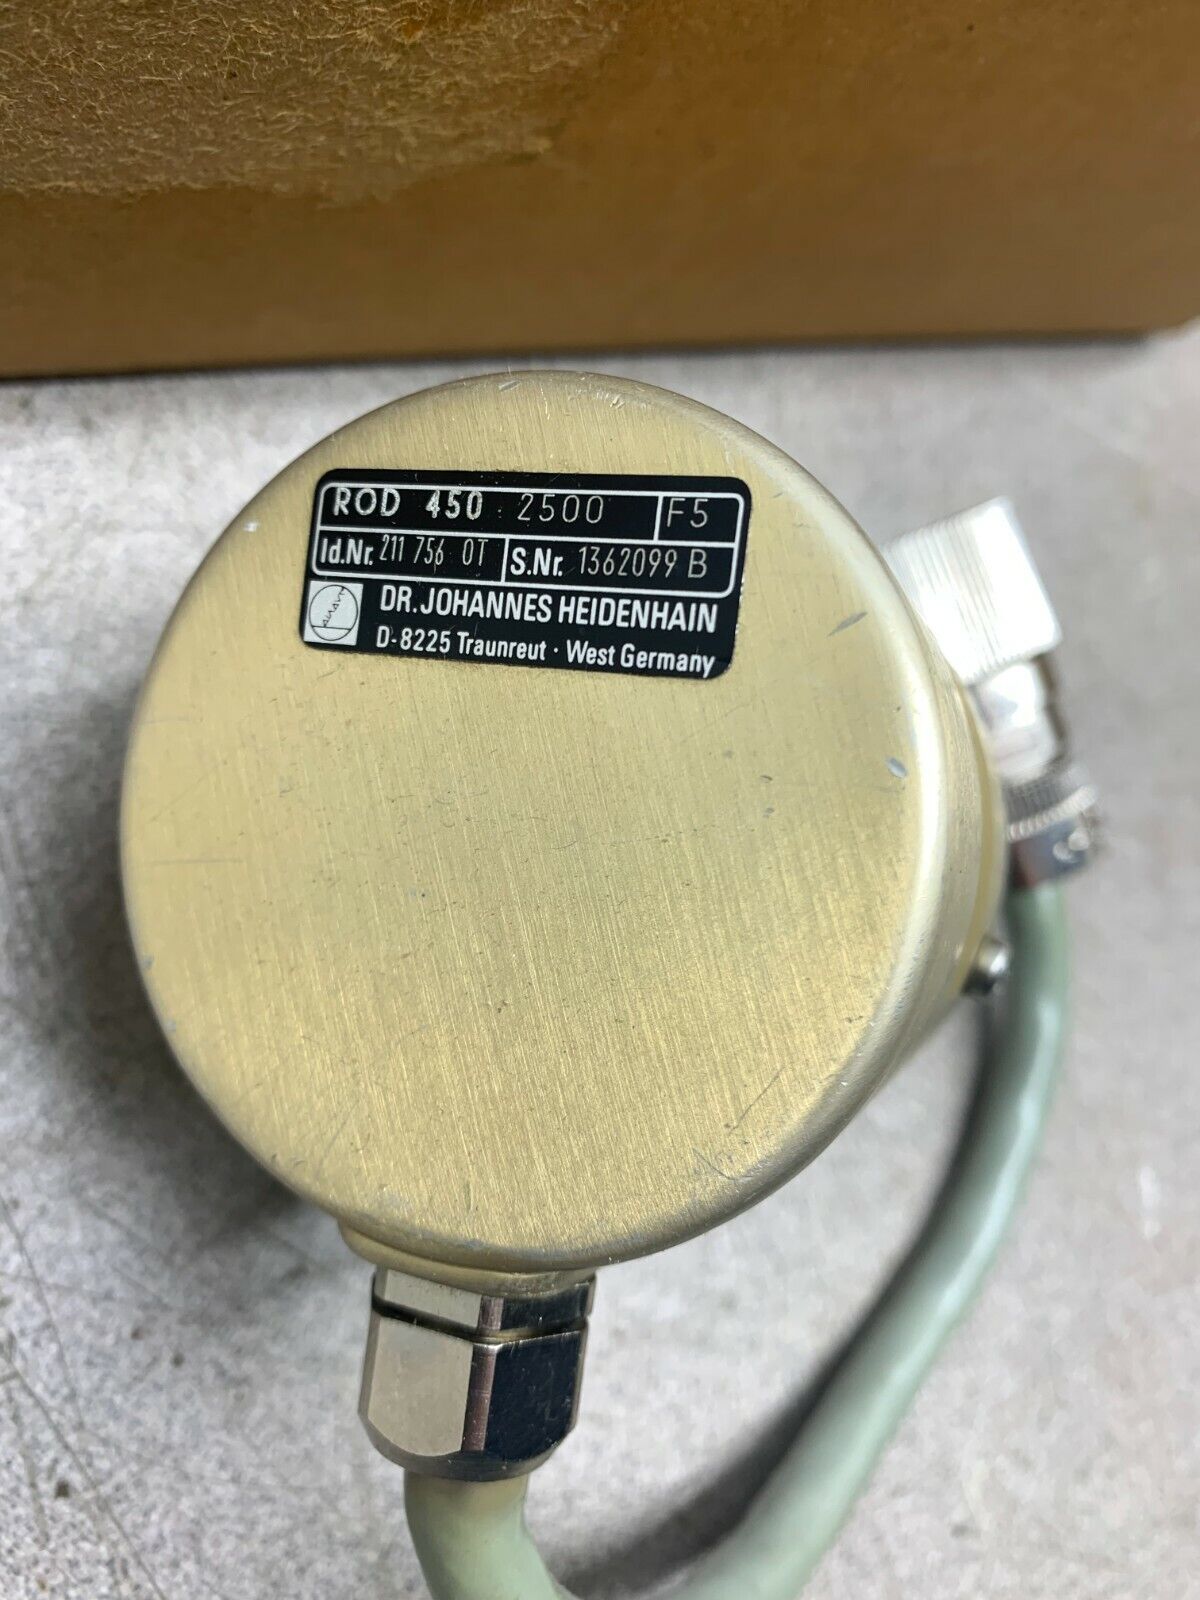 ROD 450 2500 F5
Id.Nr. 211 756 0T S.Nr. 1362099 B
DR. JOHANNES HEIDENHAIN
D-8225 Traunreut · West Germany